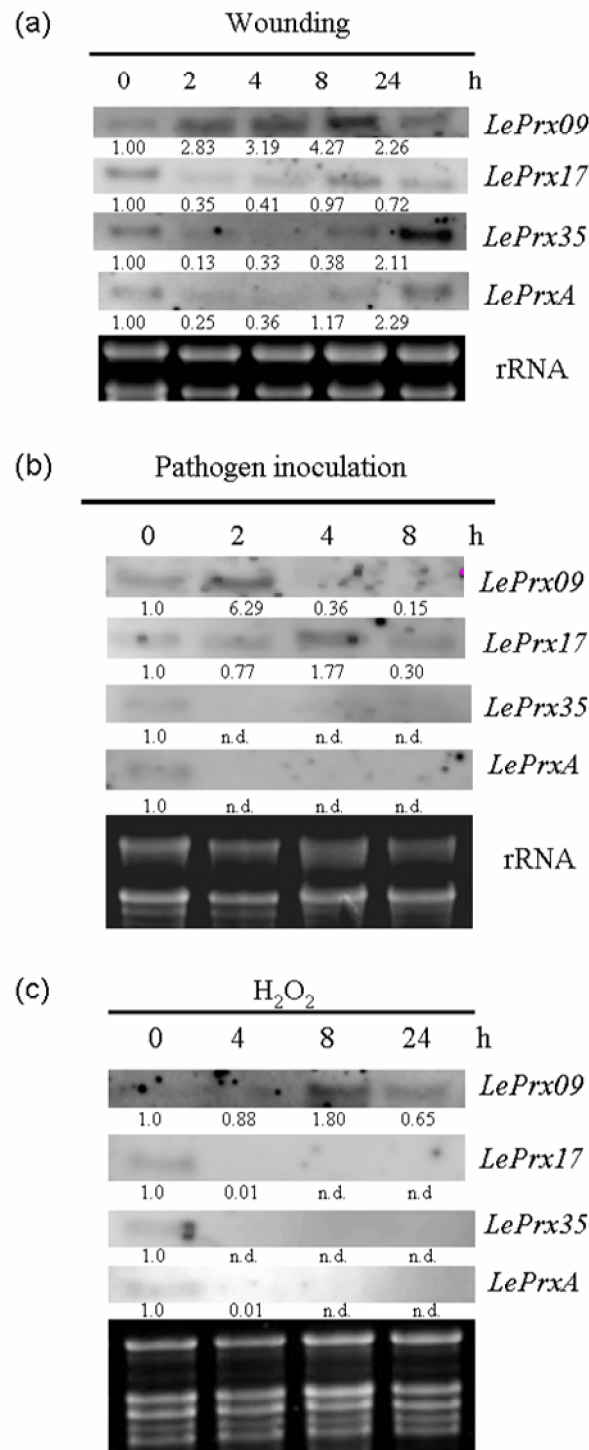 (a) Wounding
0 2 4 8 24 h
LePrx09
1.00 2.83 3.19 4.27 2.26
LePrx17
1.00 0.35 0.41 0.97 0.72
LePrx35
1.00 0.13 0.33 0.38 2.11
LePrxA
1.00 0.25 0.36 1.17 2.29
rRNA
(b) Pathogen inoculation
0 2 4 8 h
LePrx09
1.0 6.29 0.36 0.15
LePrx17
1.0 0.77 1.77 0.30
LePrx35
1.0 n.d. n.d. n.d.
LePrxA
1.0 n.d. n.d. n.d.
rRNA
(c) H₂O₂
0 4 8 24 h
LePrx09
1.0 0.88 1.80 0.65
LePrx17
1.0 0.01 n.d. n.d
LePrx35
1.0 n.d. n.d. n.d.
LePrxA
1.0 0.01 n.d. n.d.